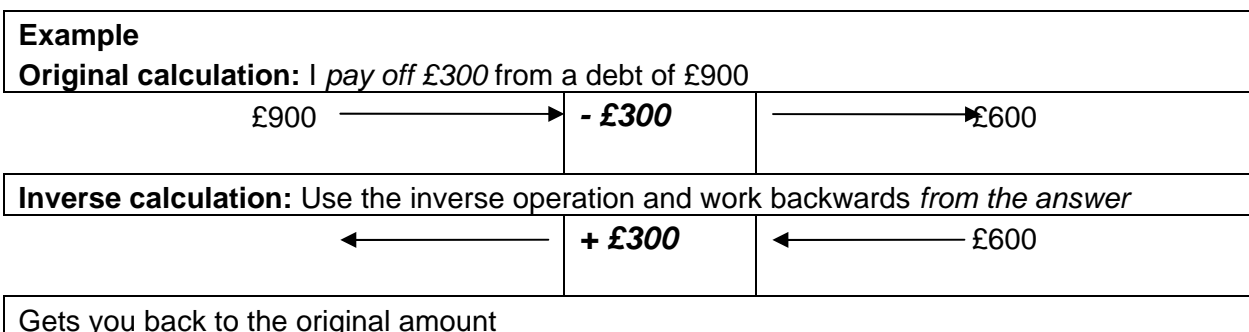 Example
Original calculation: I pay off £300 from a debt of £900
£900 - £300 £600
Inverse calculation: Use the inverse operation and work backwards from the answer
+ £300 £600
Gets you back to the original amount